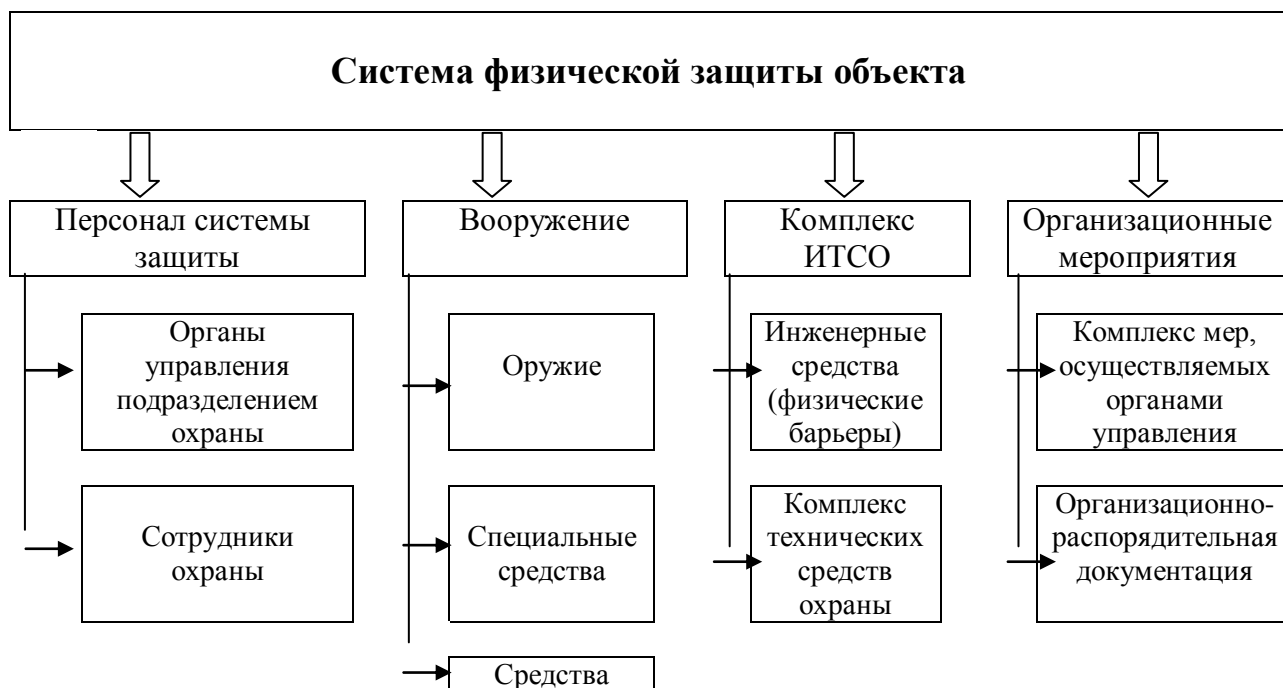 Система физической защиты объекта
Персонал системы
защиты
Органы
управления
подразделением
охраны
Сотрудники
охраны
Вооружение
Оружие
Специальные
средства
Средства
Комплекс
ИТСО
Инженерные
средства
(физические
барьеры)
Комплекс
технических
средств
охраны
Организационные
мероприятия
Комплекс мер,
осуществляемых
органами
управления
Организационно-
распорядительная
документация